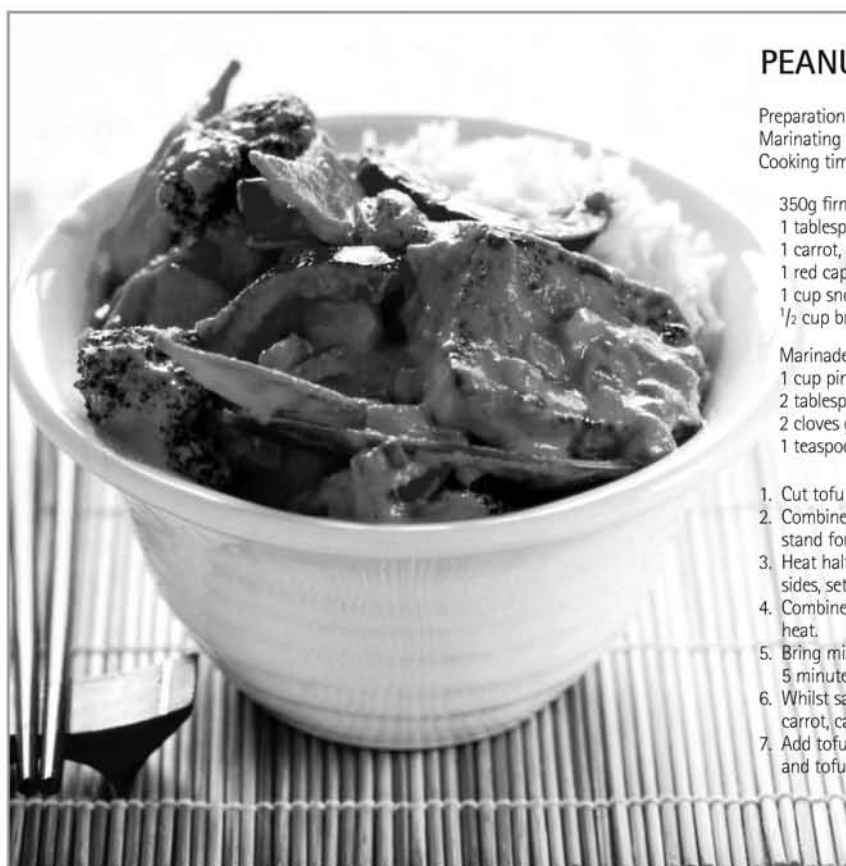 PEANU
Preparation
Marinating
Cooking tim
350g firm
1 tablesp
1 carrot,
1 red cap
1 cup sno
1/2 cup br
Marinade
1 cup pin
2 tablesp
2 cloves g
1 teaspoo
1. Cut tofu
2. Combine
stand for
3. Heat half
sides, set
4. Combine
heat.
5. Bring mi
5 minute
6. Whilst sa
carrot, ca
7. Add tofu
and tofu